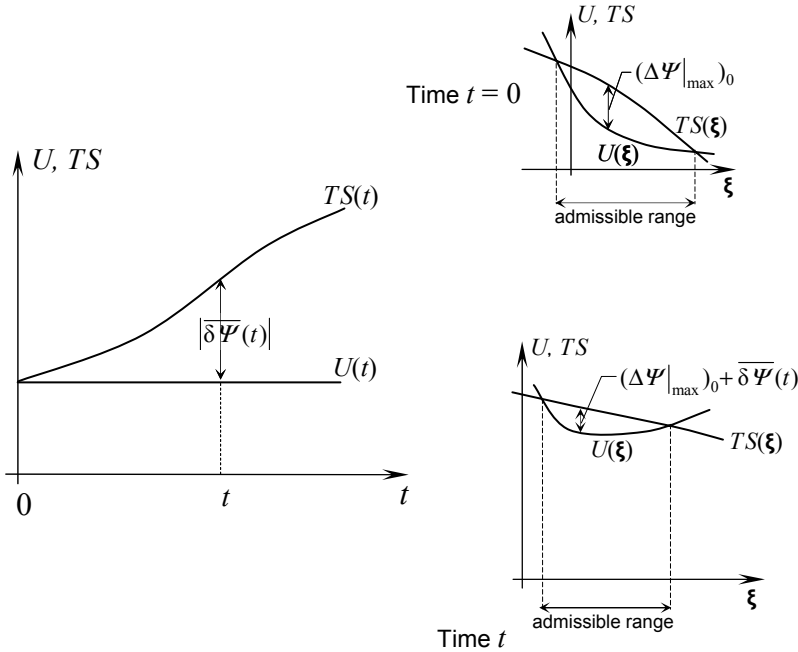 U, TS
TS(t)
|δΨ̅(t)|
U(t)
0
t
t
U, TS
Time t = 0
(ΔΨ|max)0
TS(ξ)
U(ξ)
ξ
admissible range
U, TS
(ΔΨ|max)0 + δΨ̅(t)
TS(ξ)
U(ξ)
ξ
admissible range
Time t